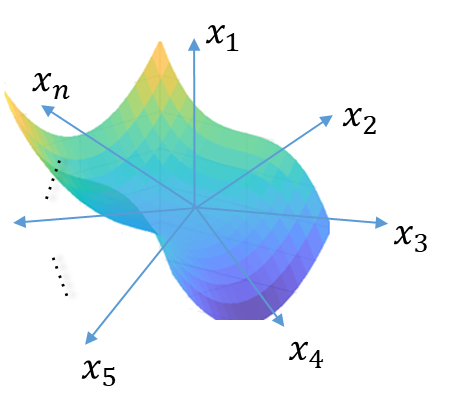 x₁
xₙ
x₂
x₃
x₄
x₅